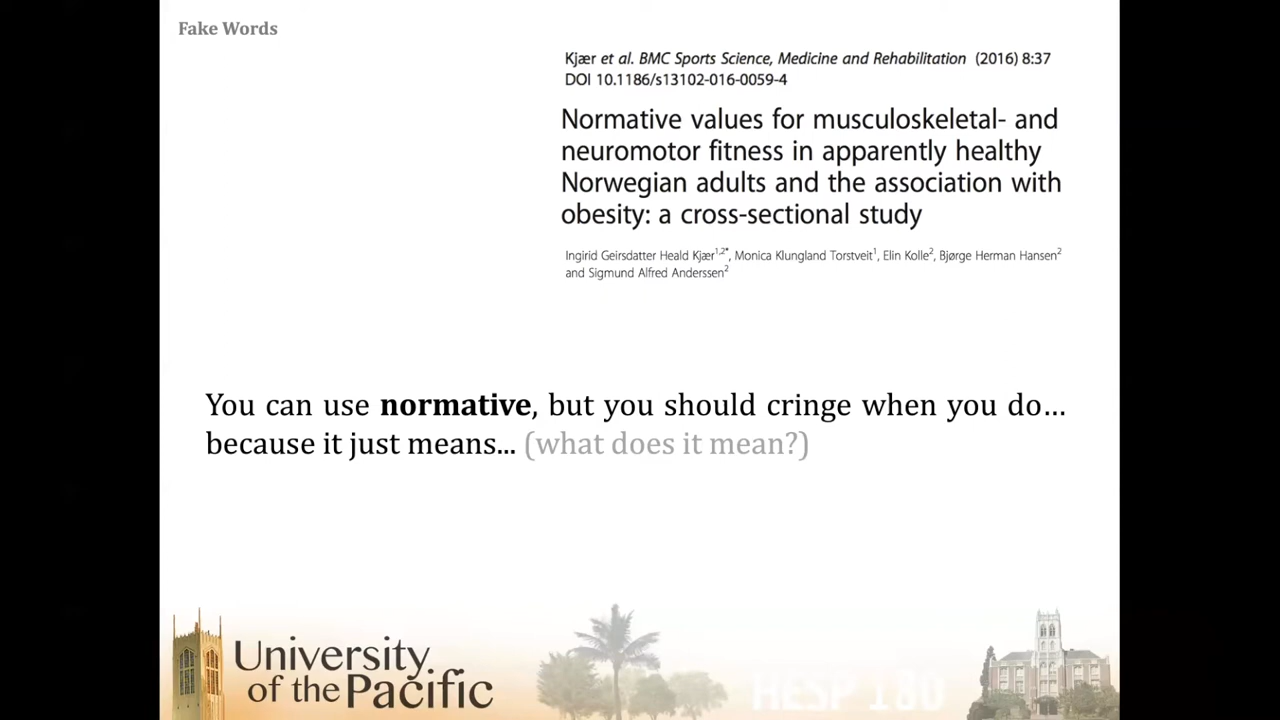 Fake Words
Kjær et al. BMC Sports Science, Medicine and Rehabilitation (2016) 8:37
DOI 10.1186/s13102-016-0059-4
Normative values for musculoskeletal- and
neuromotor fitness in apparently healthy
Norwegian adults and the association with
obesity: a cross-sectional study
Ingrid Geirsdatter Heald Kjær1,2*, Monica Klungland Torstveit1, Elin Kolle2, Bjørge Herman Hansen2
and Sigmund Alfred Anderssen2
You can use normative, but you should cringe when you do…
because it just means... (what does it mean?)
University
of the Pacific
HESP 180